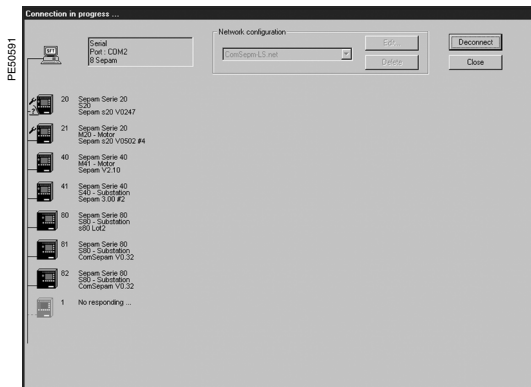 Connection in progress ...
PE50591
SFT
Serial
Port : COM2
8 Sepam
Network configuration
ComSepm-LS.net
Edit...
Delete
Deconnect
Close
20 Sepam Serie 20
S20
Sepam s20 V0247
21 Sepam Serie 20
M20 - Motor
Sepam s20 V0502 #4
40 Sepam Serie 40
M41 - Motor
Sepam V2.10
41 Sepam Serie 40
S40 - Substation
Sepam 3.00 #2
80 Sepam Serie 80
S80 - Substation
s80 Lot2
81 Sepam Serie 80
S80 - Substation
ComSepam V0.32
82 Sepam Serie 80
S80 - Substation
ComSepam V0.32
1 No responding ...